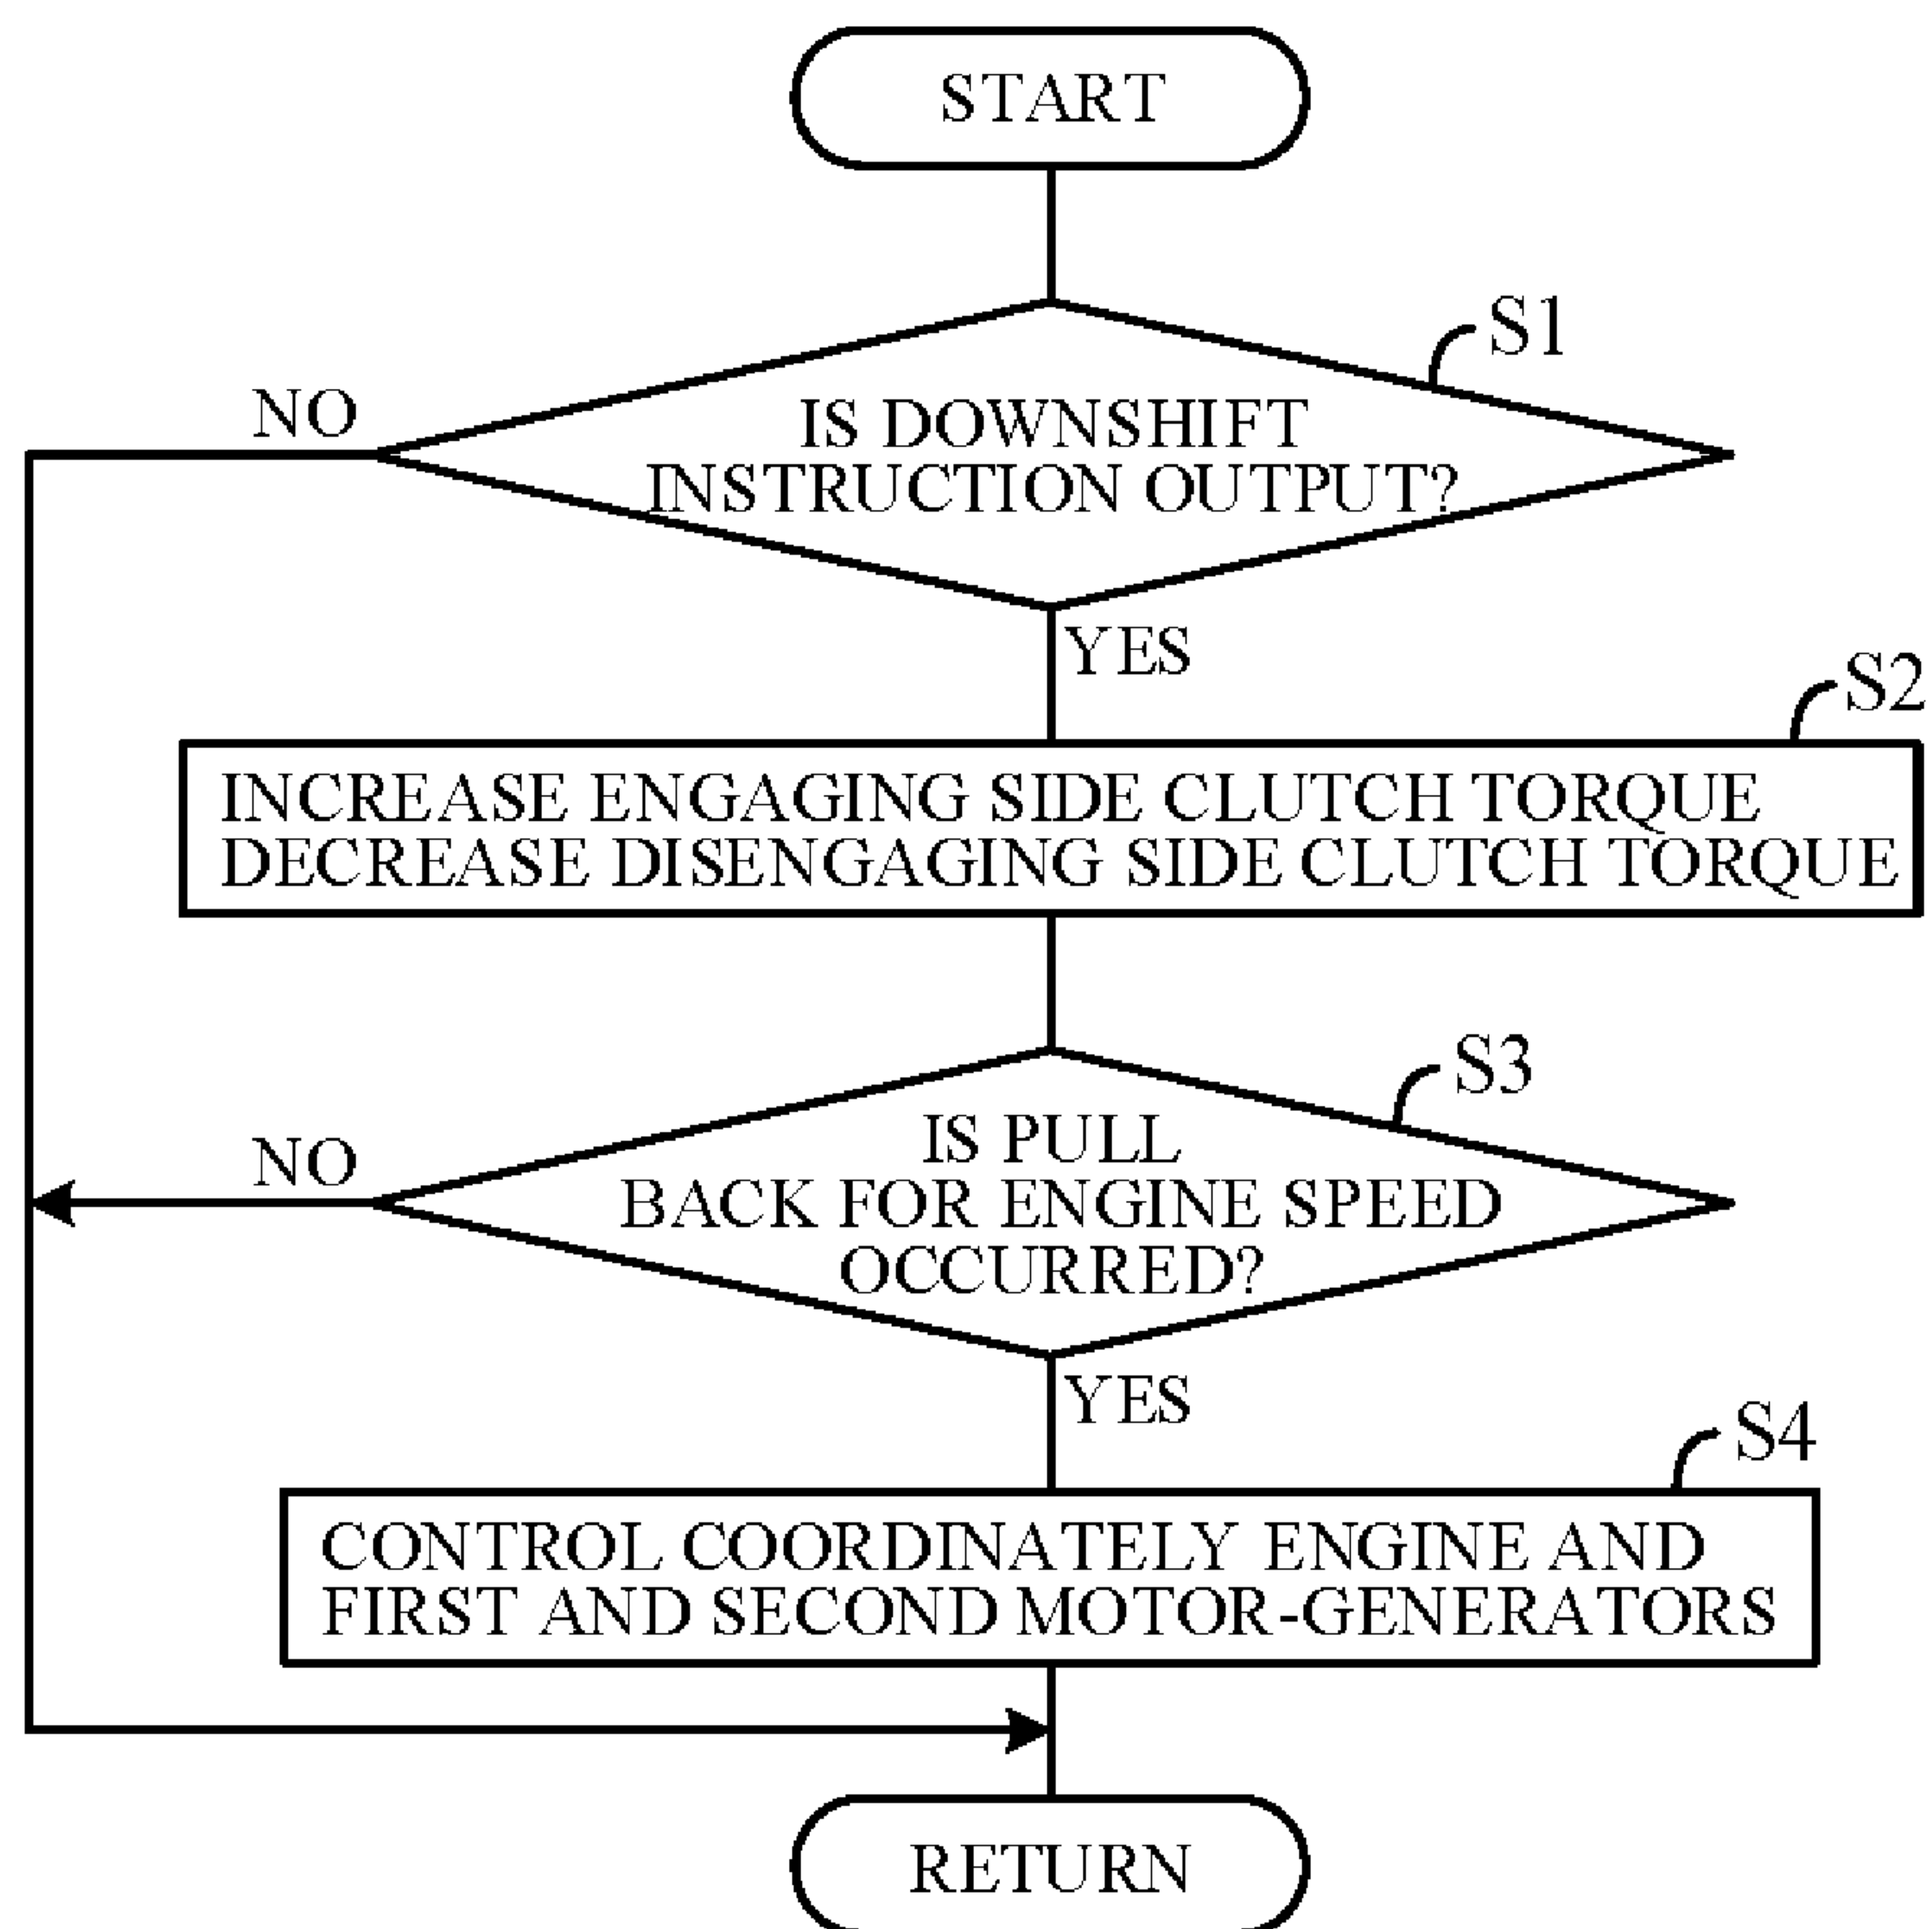 START
S1
NO
IS DOWNSHIFT
INSTRUCTION OUTPUT?
YES
S2
INCREASE ENGAGING SIDE CLUTCH TORQUE
DECREASE DISENGAGING SIDE CLUTCH TORQUE
S3
NO
IS PULL
BACK FOR ENGINE SPEED
OCCURRED?
YES
S4
CONTROL COORDINATELY ENGINE AND
FIRST AND SECOND MOTOR-GENERATORS
RETURN